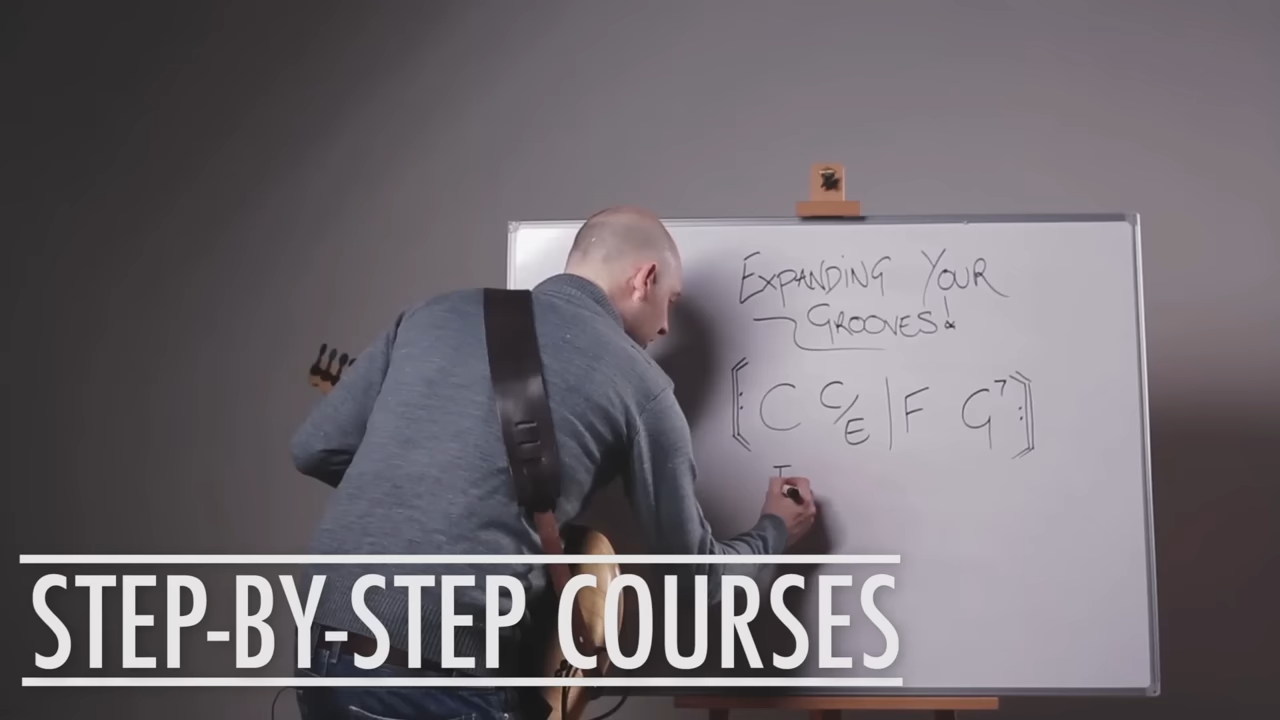 EXPANDING YOUR
GROOVES!
C C/E | F G7
STEP-BY-STEP COURSES